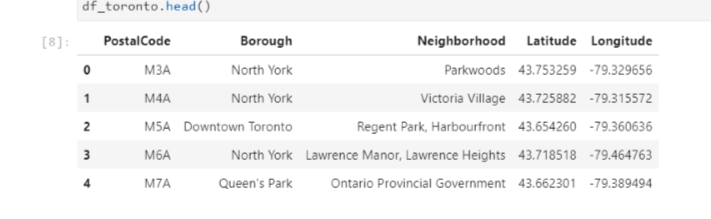 df_toronto.head()
[8]: PostalCode Borough Neighborhood Latitude Longitude
0 M3A North York Parkwoods 43.753259 -79.329656
1 M4A North York Victoria Village 43.725882 -79.315572
2 M5A Downtown Toronto Regent Park, Harbourfront 43.654260 -79.360636
3 M6A North York Lawrence Manor, Lawrence Heights 43.718518 -79.464763
4 M7A Queen's Park Ontario Provincial Government 43.662301 -79.389494